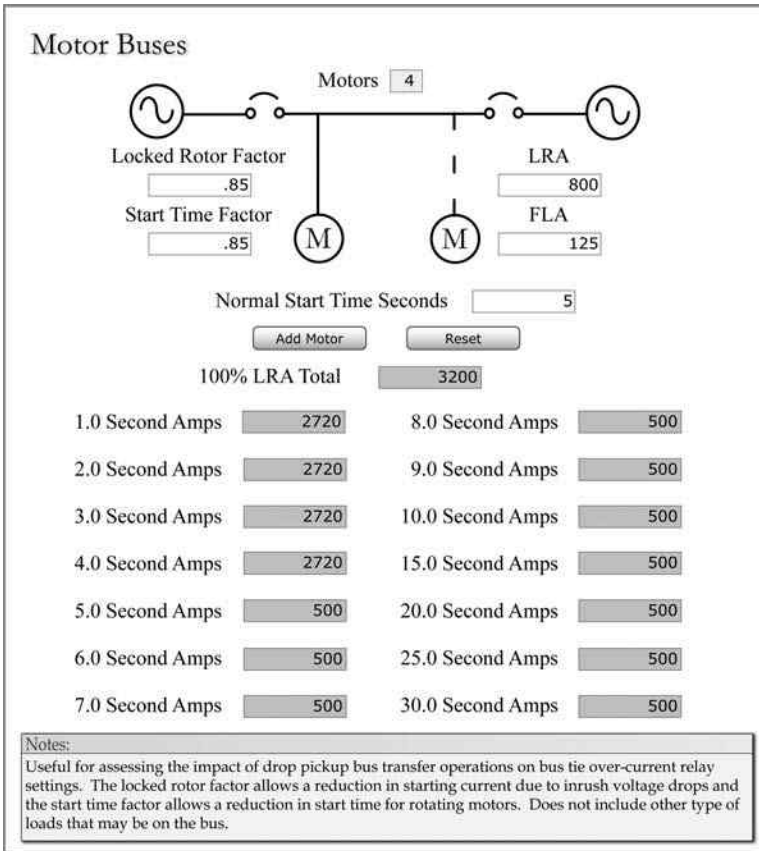 Motor Buses
Motors 4
Locked Rotor Factor
.85
LRA
800
Start Time Factor
.85
FLA
125
M
M
Normal Start Time Seconds 5
Add Motor
Reset
100% LRA Total 3200
1.0 Second Amps 2720
8.0 Second Amps 500
2.0 Second Amps 2720
9.0 Second Amps 500
3.0 Second Amps 2720
10.0 Second Amps 500
4.0 Second Amps 2720
15.0 Second Amps 500
5.0 Second Amps 500
20.0 Second Amps 500
6.0 Second Amps 500
25.0 Second Amps 500
7.0 Second Amps 500
30.0 Second Amps 500
Notes:
Useful for assessing the impact of drop pickup bus transfer operations on bus tie over-current relay
settings. The locked rotor factor allows a reduction in starting current due to inrush voltage drops and
the start time factor allows a reduction in start time for rotating motors. Does not include other type of
loads that may be on the bus.